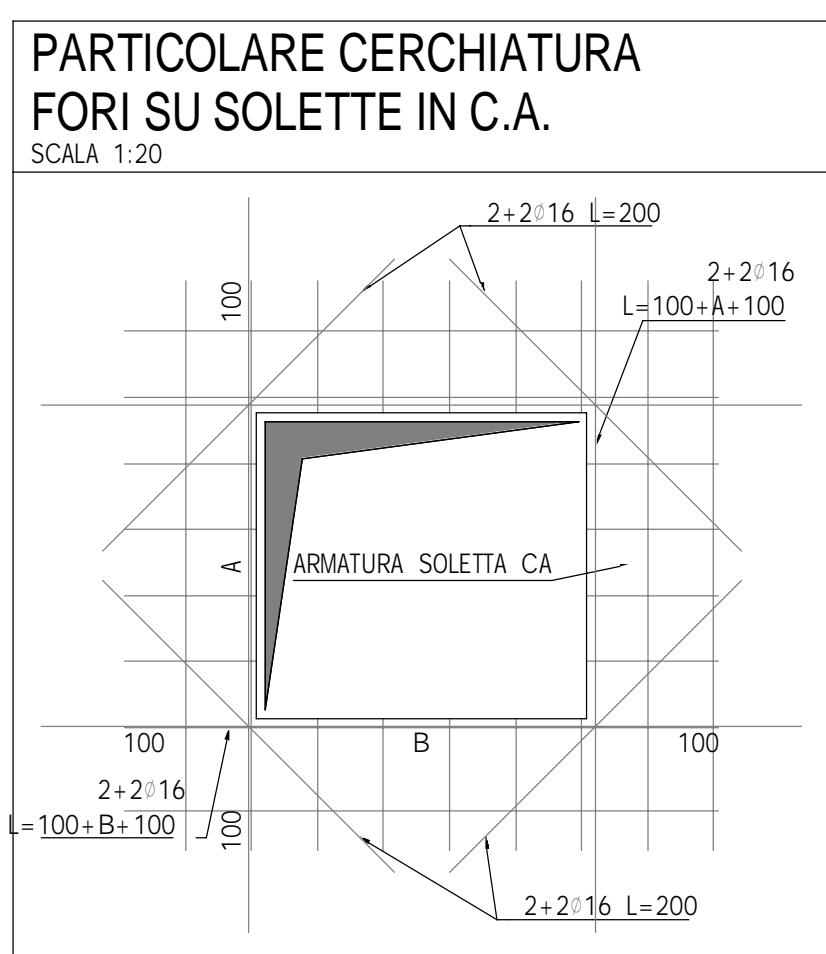 PARTICOLARE CERCHIATURA
FORI SU SOLETTE IN C.A.
SCALA 1:20
2+2∅16 L=200
100
2+2∅16
L=100+A+100
A
ARMATURA SOLETTA CA
100
B
100
2+2∅16
L=100+B+100
100
2+2∅16 L=200